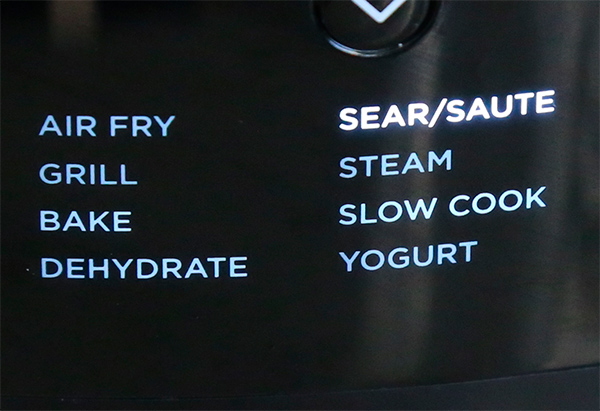 AIR FRY
GRILL
BAKE
DEHYDRATE
SEAR/SAUTE
STEAM
SLOW COOK
YOGURT